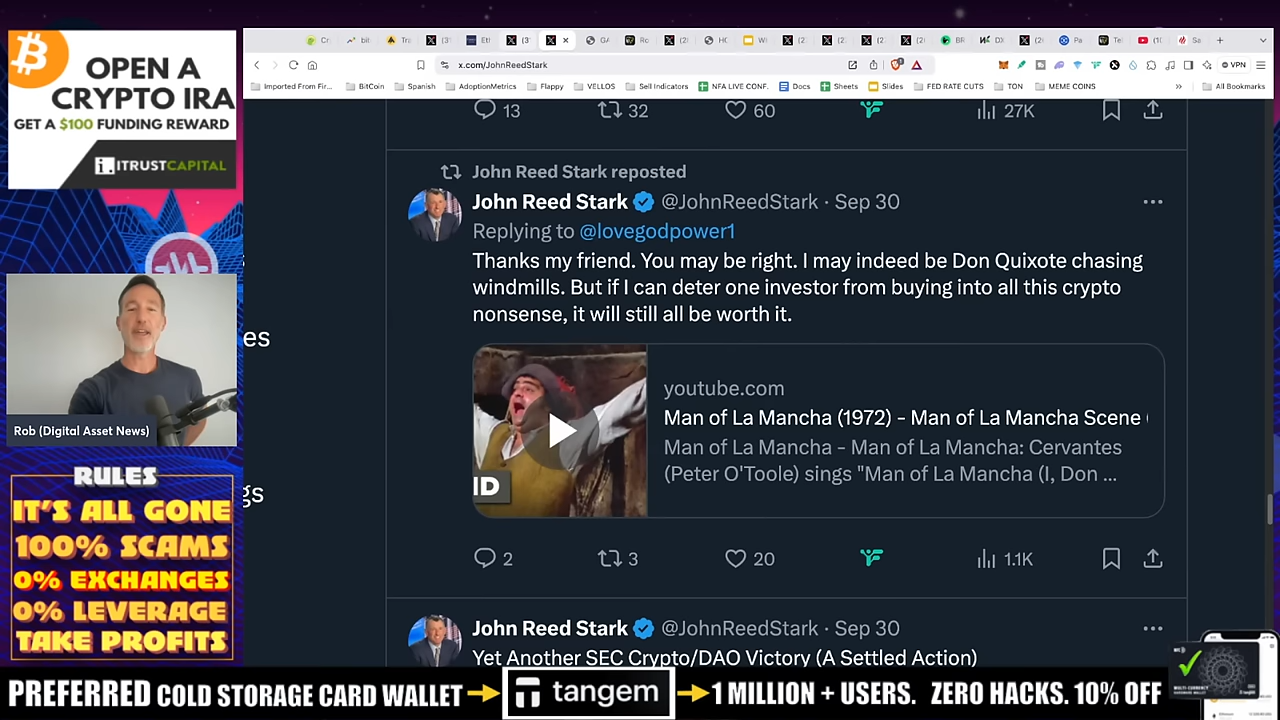 OPEN A
CRYPTO IRA
GET A $100 FUNDING REWARD
i. ITRUSTCAPITAL
x.com/JohnReedStark
VPN
Imported From Fir...
BitCoin
Spanish
AdoptionMetrics
Flappy
VELLOS
Sell Indicators
NFA LIVE CONF.
Docs
Sheets
Slides
FED RATE CUTS
TON
MEME COINS
All Bookmarks
13 32 60 27K
John Reed Stark reposted
John Reed Stark @JohnReedStark · Sep 30
Replying to @lovegodpower1
Thanks my friend. You may be right. I may indeed be Don Quixote chasing
windmills. But if I can deter one investor from buying into all this crypto
nonsense, it will still all be worth it.
youtube.com
Man of La Mancha (1972) - Man of La Mancha Scene
Man of La Mancha - Man of La Mancha: Cervantes
(Peter O'Toole) sings "Man of La Mancha (I, Don ...
ID
2 3 20 1.1K
John Reed Stark @JohnReedStark · Sep 30
Yet Another SEC Crypto/DAO Victory (A Settled Action)
es
gs
Rob (Digital Asset News)
RULES
IT'S ALL GONE
100% SCAMS
0% EXCHANGES
0% LEVERAGE
TAKE PROFITS
PREFERRED COLD STORAGE CARD WALLET tangem 1 MILLION + USERS. ZERO HACKS. 10% OFF